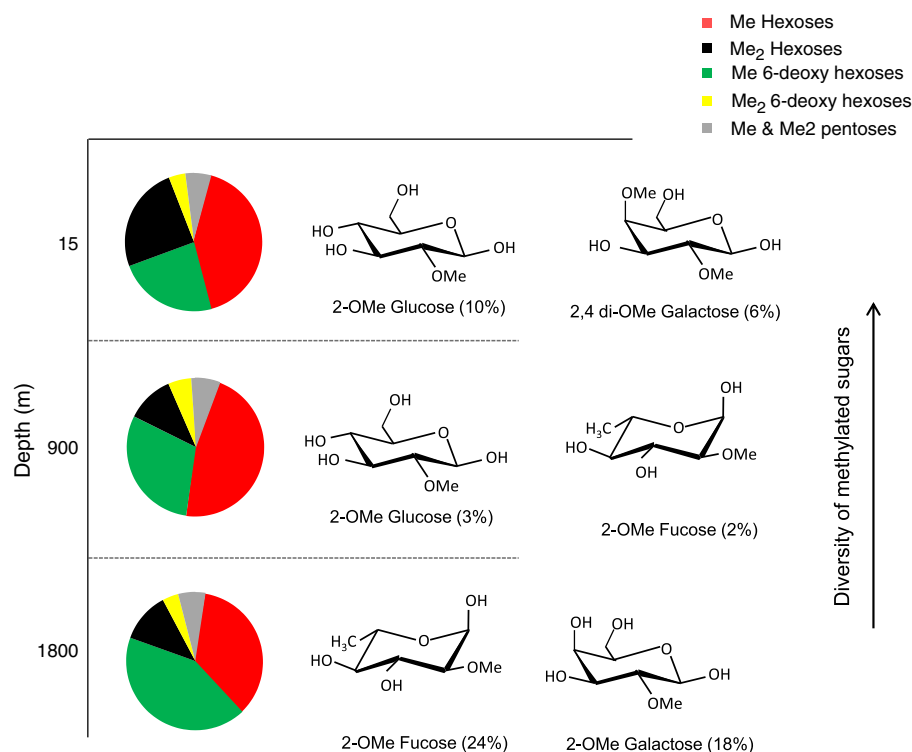 Me Hexoses
Me2 Hexoses
Me 6-deoxy hexoses
Me2 6-deoxy hexoses
Me & Me2 pentoses
Depth (m)
15
OH
HO
O
HO
OH
OMe
2-OMe Glucose (10%)
OMe
OH
O
HO
OH
OMe
2,4 di-OMe Galactose (6%)
900
OH
HO
O
HO
OH
OMe
2-OMe Glucose (3%)
OH
H3C
O
HO
OMe
OH
2-OMe Fucose (2%)
1800
OH
H3C
O
HO
OMe
OH
2-OMe Fucose (24%)
OH
OH
O
HO
OH
OMe
2-OMe Galactose (18%)
Diversity of methylated sugars